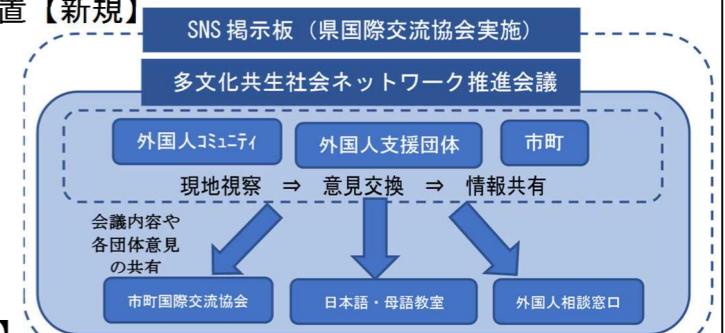 置【新規】
SNS 掲示板（県国際交流協会実施）
多文化共生社会ネットワーク推進会議
外国人ｺﾐｭﾆﾃｨ
外国人支援団体
市町
現地視察 ⇒ 意見交換 ⇒ 情報共有
会議内容や
各団体意見
の共有
市町国際交流協会
日本語・母語教室
外国人相談窓口
】